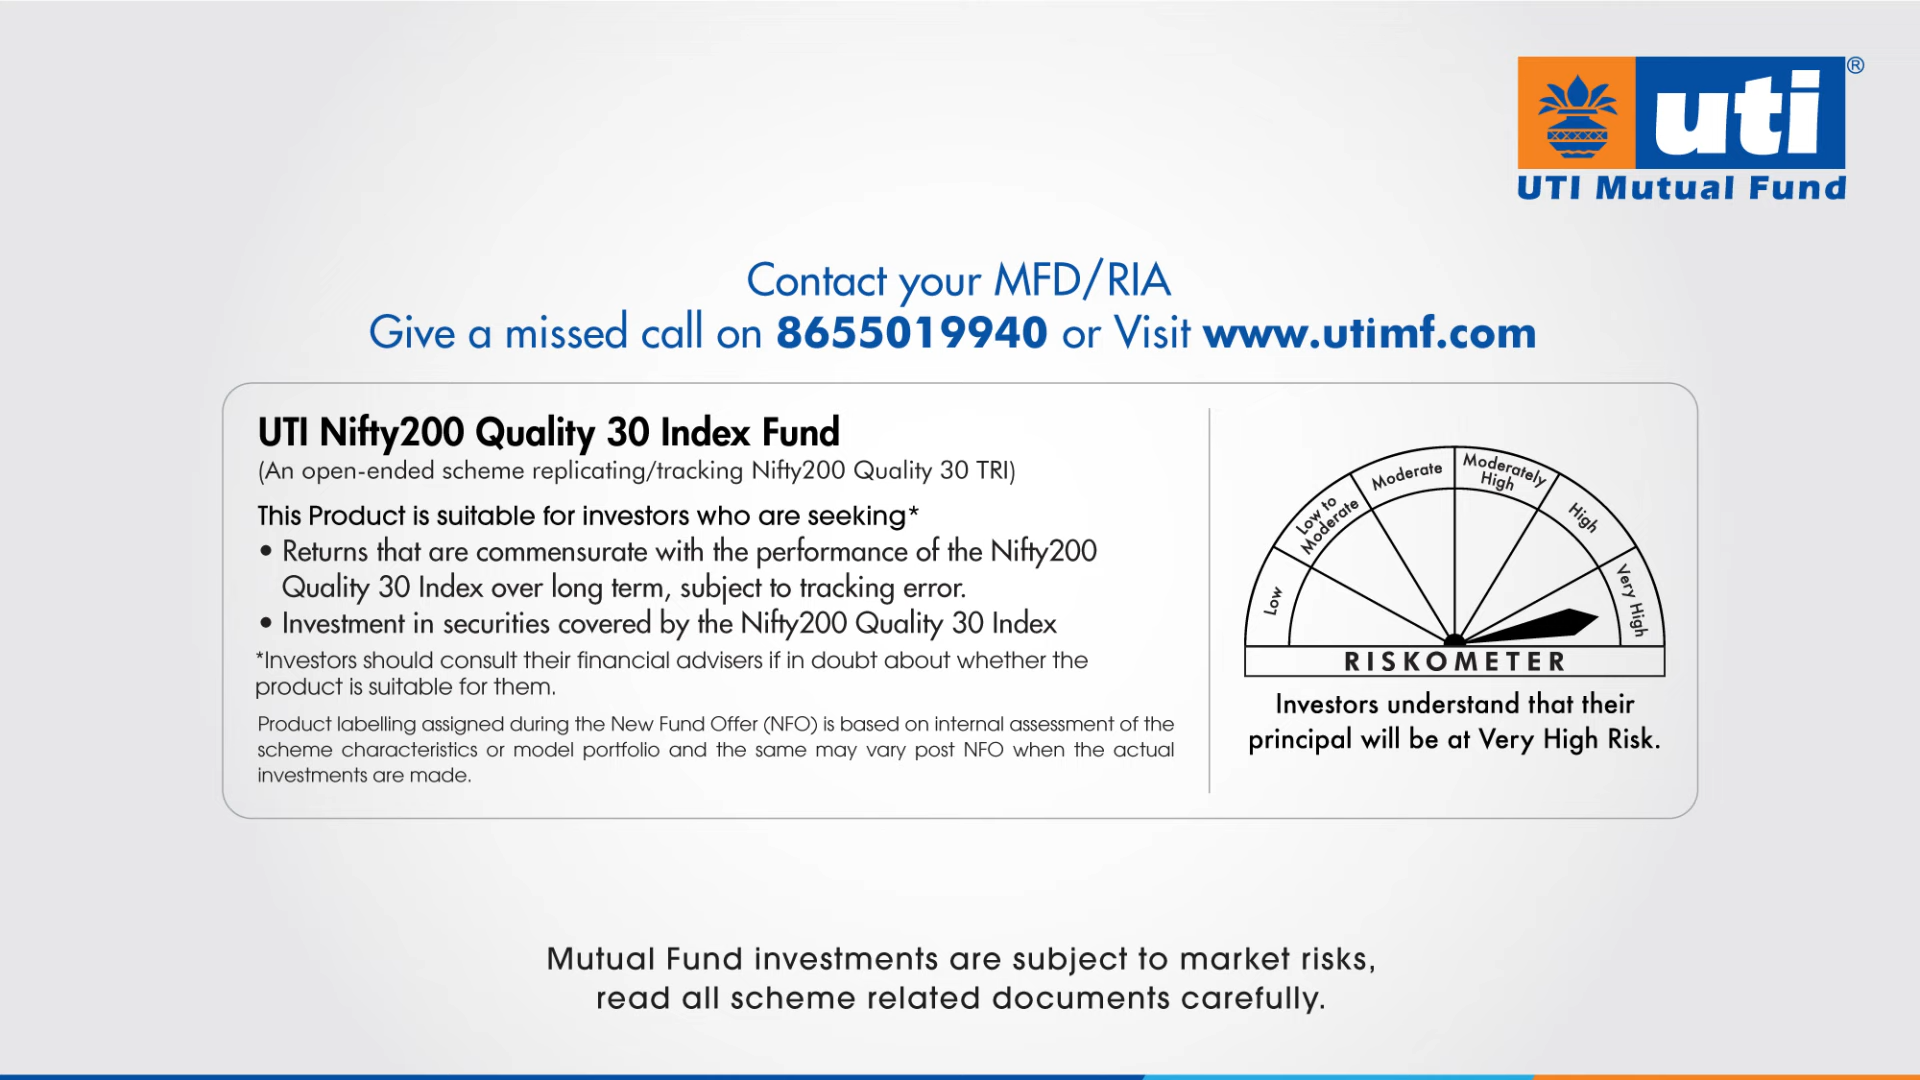 uti®
UTI Mutual Fund
Contact your MFD/RIA
Give a missed call on 8655019940 or Visit www.utimf.com
UTI Nifty200 Quality 30 Index Fund
(An open-ended scheme replicating/tracking Nifty200 Quality 30 TRI)
This Product is suitable for investors who are seeking*
• Returns that are commensurate with the performance of the Nifty200
Quality 30 Index over long term, subject to tracking error.
• Investment in securities covered by the Nifty200 Quality 30 Index
*Investors should consult their financial advisers if in doubt about whether the
product is suitable for them.
Product labelling assigned during the New Fund Offer (NFO) is based on internal assessment of the
scheme characteristics or model portfolio and the same may vary post NFO when the actual
investments are made.
Low
Low to
Moderate
Moderate
Moderately
High
High
Very High
RISKOMETER
Investors understand that their
principal will be at Very High Risk.
Mutual Fund investments are subject to market risks,
read all scheme related documents carefully.